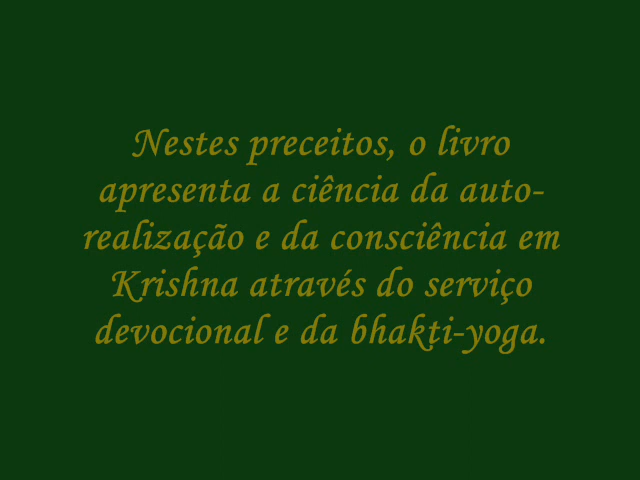 Nestes preceitos, o livro
apresenta a ciência da auto-
realização e da consciência em
Krishna através do serviço
devocional e da bhakti-yoga.